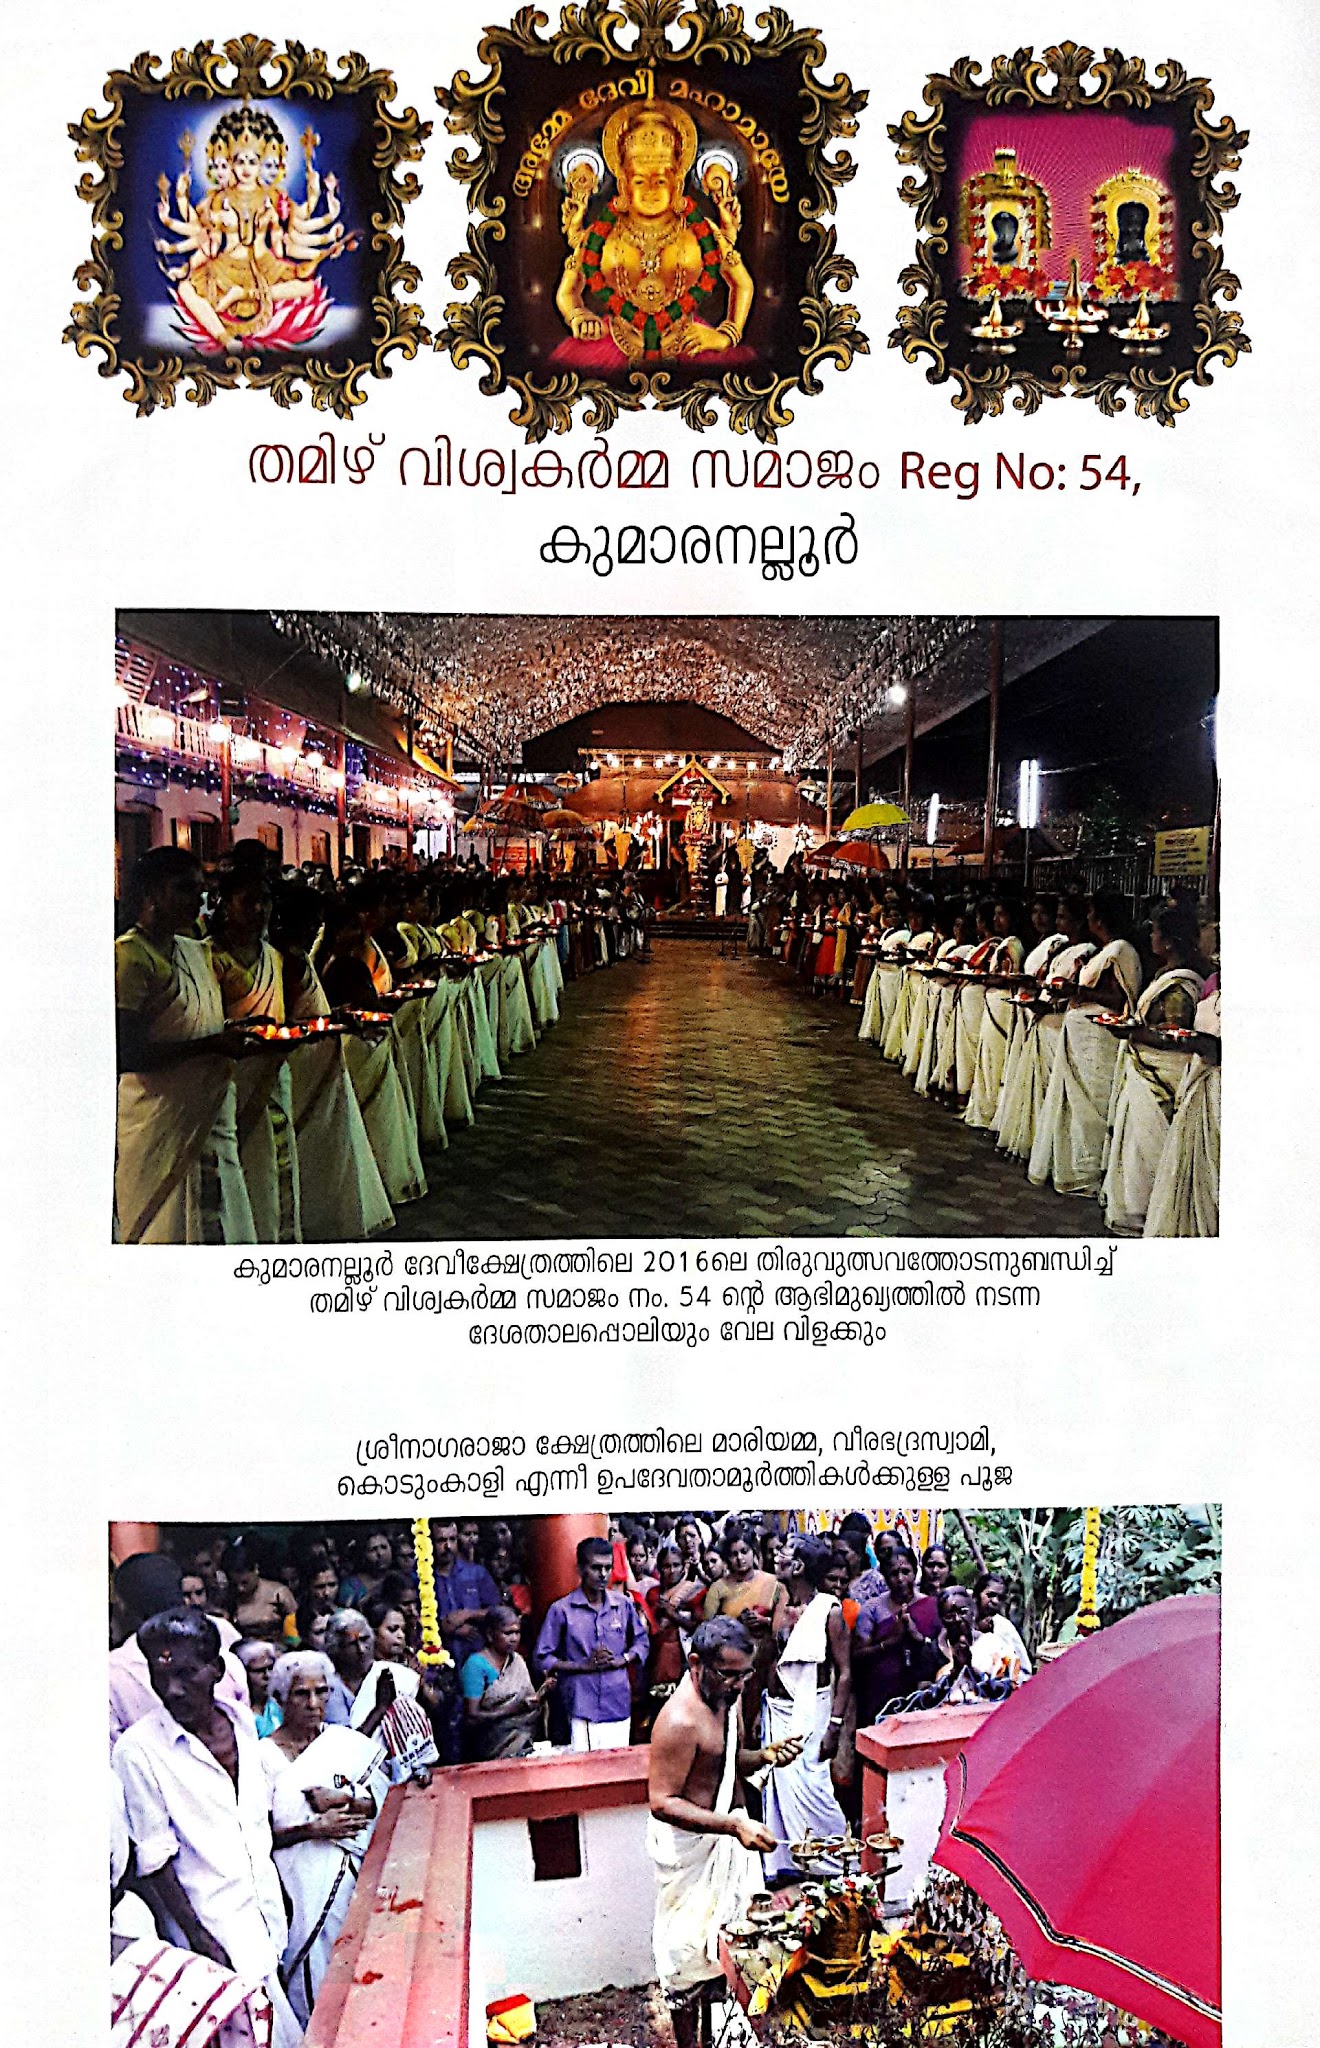 അമ്മേ ദേവീ മഹാമായേ
തമിഴ് വിശ്വകർമ്മ സമാജം Reg No: 54,
കുമാരനല്ലൂർ
കുമാരനല്ലൂർ ദേവീക്ഷേത്രത്തിലെ 2016ലെ തിരുവുത്സവത്തോടനുബന്ധിച്ച്
തമിഴ് വിശ്വകർമ്മ സമാജം നം. 54 ന്റെ ആഭിമുഖ്യത്തിൽ നടന്ന
ദേശതാലപ്പൊലിയും വേല വിളക്കും
ശ്രീനാഗരാജാ ക്ഷേത്രത്തിലെ മാരിയമ്മ, വീരഭദ്രസ്വാമി,
കൊടുംകാളി എന്നീ ഉപദേവതാമൂർത്തികൾക്കുള്ള പൂജ